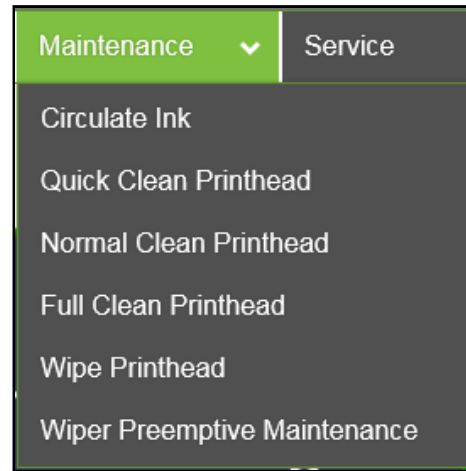 Maintenance Service
Circulate Ink
Quick Clean Printhead
Normal Clean Printhead
Full Clean Printhead
Wipe Printhead
Wiper Preemptive Maintenance